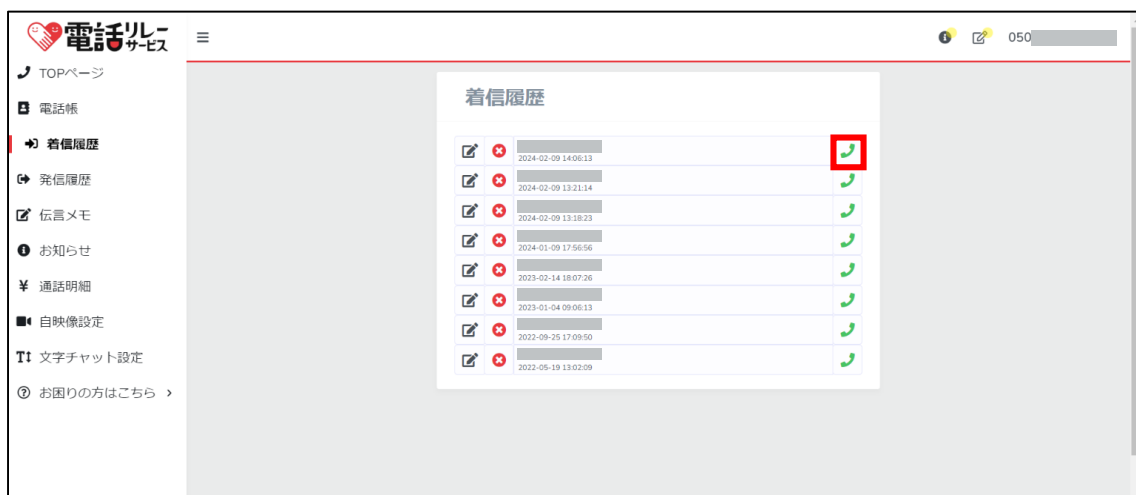 電話リレーサービス
050
TOPページ
電話帳
着信履歴
発信履歴
伝言メモ
お知らせ
¥ 通話明細
自映像設定
T 文字チャット設定
お困りの方はこちら
着信履歴
2024-02-09 14:06:13
2024-02-09 13:21:14
2024-02-09 13:18:23
2024-01-09 17:56:56
2023-02-14 18:07:26
2023-01-04 09:06:13
2022-09-25 17:09:50
2022-05-19 13:02:09